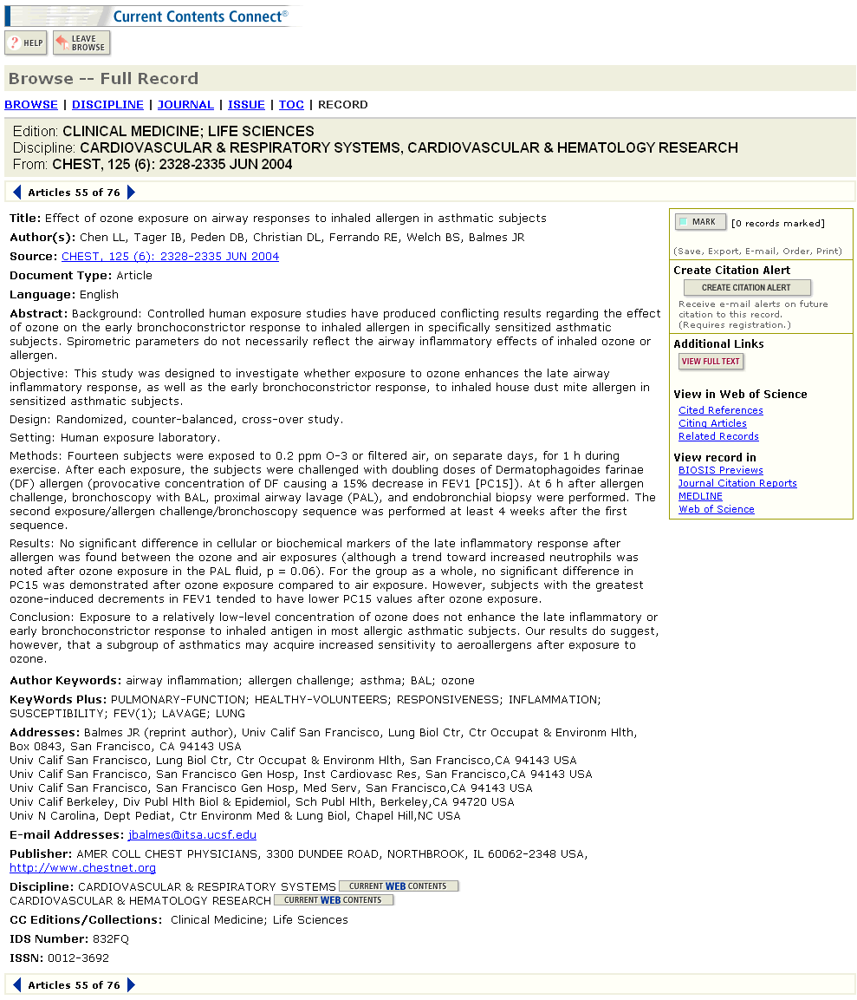 Current Contents Connect®
? HELP LEAVE BROWSE
Browse -- Full Record
BROWSE | DISCIPLINE | JOURNAL | ISSUE | TOC | RECORD
Edition: CLINICAL MEDICINE; LIFE SCIENCES
Discipline: CARDIOVASCULAR & RESPIRATORY SYSTEMS, CARDIOVASCULAR & HEMATOLOGY RESEARCH
From: CHEST, 125 (6): 2328-2335 JUN 2004
Articles 55 of 76
Title: Effect of ozone exposure on airway responses to inhaled allergen in asthmatic subjects
Author(s): Chen LL, Tager IB, Peden DB, Christian DL, Ferrando RE, Welch BS, Balmes JR
Source: CHEST, 125 (6): 2328-2335 JUN 2004
Document Type: Article
Language: English
Abstract: Background: Controlled human exposure studies have produced conflicting results regarding the effect
of ozone on the early bronchoconstrictor response to inhaled allergen in specifically sensitized asthmatic
subjects. Spirometric parameters do not necessarily reflect the airway inflammatory effects of inhaled ozone or
allergen.
Objective: This study was designed to investigate whether exposure to ozone enhances the late airway
inflammatory response, as well as the early bronchoconstrictor response, to inhaled house dust mite allergen in
sensitized asthmatic subjects.
Design: Randomized, counter-balanced, cross-over study.
Setting: Human exposure laboratory.
Methods: Fourteen subjects were exposed to 0.2 ppm O-3 or filtered air, on separate days, for 1 h during
exercise. After each exposure, the subjects were challenged with doubling doses of Dermatophagoides farinae
(DF) allergen (provocative concentration of DF causing a 15% decrease in FEV1 [PC15]). At 6 h after allergen
challenge, bronchoscopy with BAL, proximal airway lavage (PAL), and endobronchial biopsy were performed. The
second exposure/allergen challenge/bronchoscopy sequence was performed at least 4 weeks after the first
sequence.
Results: No significant difference in cellular or biochemical markers of the late inflammatory response after
allergen was found between the ozone and air exposures (although a trend toward increased neutrophils was
noted after ozone exposure in the PAL fluid, p = 0.06). For the group as a whole, no significant difference in
PC15 was demonstrated after ozone exposure compared to air exposure. However, subjects with the greatest
ozone-induced decrements in FEV1 tended to have lower PC15 values after ozone exposure.
Conclusion: Exposure to a relatively low-level concentration of ozone does not enhance the late inflammatory or
early bronchoconstrictor response to inhaled antigen in most allergic asthmatic subjects. Our results do suggest,
however, that a subgroup of asthmatics may acquire increased sensitivity to aeroallergens after exposure to
ozone.
Author Keywords: airway inflammation; allergen challenge; asthma; BAL; ozone
KeyWords Plus: PULMONARY-FUNCTION; HEALTHY-VOLUNTEERS; RESPONSIVENESS; INFLAMMATION;
SUSCEPTIBILITY; FEV(1); LAVAGE; LUNG
Addresses: Balmes JR (reprint author), Univ Calif San Francisco, Lung Biol Ctr, Ctr Occupat & Environm Hlth,
Box 0843, San Francisco, CA 94143 USA
Univ Calif San Francisco, Lung Biol Ctr, Ctr Occupat & Environm Hlth, San Francisco,CA 94143 USA
Univ Calif San Francisco, San Francisco Gen Hosp, Inst Cardiovasc Res, San Francisco,CA 94143 USA
Univ Calif San Francisco, San Francisco Gen Hosp, Med Serv, San Francisco,CA 94143 USA
Univ Calif Berkeley, Div Publ Hlth Biol & Epidemiol, Sch Publ Hlth, Berkeley,CA 94720 USA
Univ N Carolina, Dept Pediat, Ctr Environm Med & Lung Biol, Chapel Hill,NC USA
E-mail Addresses: jbalmes@itsa.ucsf.edu
Publisher: AMER COLL CHEST PHYSICIANS, 3300 DUNDEE ROAD, NORTHBROOK, IL 60062-2348 USA,
http://www.chestnet.org
Discipline: CARDIOVASCULAR & RESPIRATORY SYSTEMS CURRENT WEB CONTENTS
CARDIOVASCULAR & HEMATOLOGY RESEARCH CURRENT WEB CONTENTS
CC Editions/Collections: Clinical Medicine; Life Sciences
IDS Number: 832FQ
ISSN: 0012-3692
MARK [0 records marked]
(Save, Export, E-mail, Order, Print)
Create Citation Alert
CREATE CITATION ALERT
Receive e-mail alerts on future
citation to this record.
(Requires registration.)
Additional Links
VIEW FULL TEXT
View in Web of Science
Cited References
Citing Articles
Related Records
View record in
BIOSIS Previews
Journal Citation Reports
MEDLINE
Web of Science
Articles 55 of 76